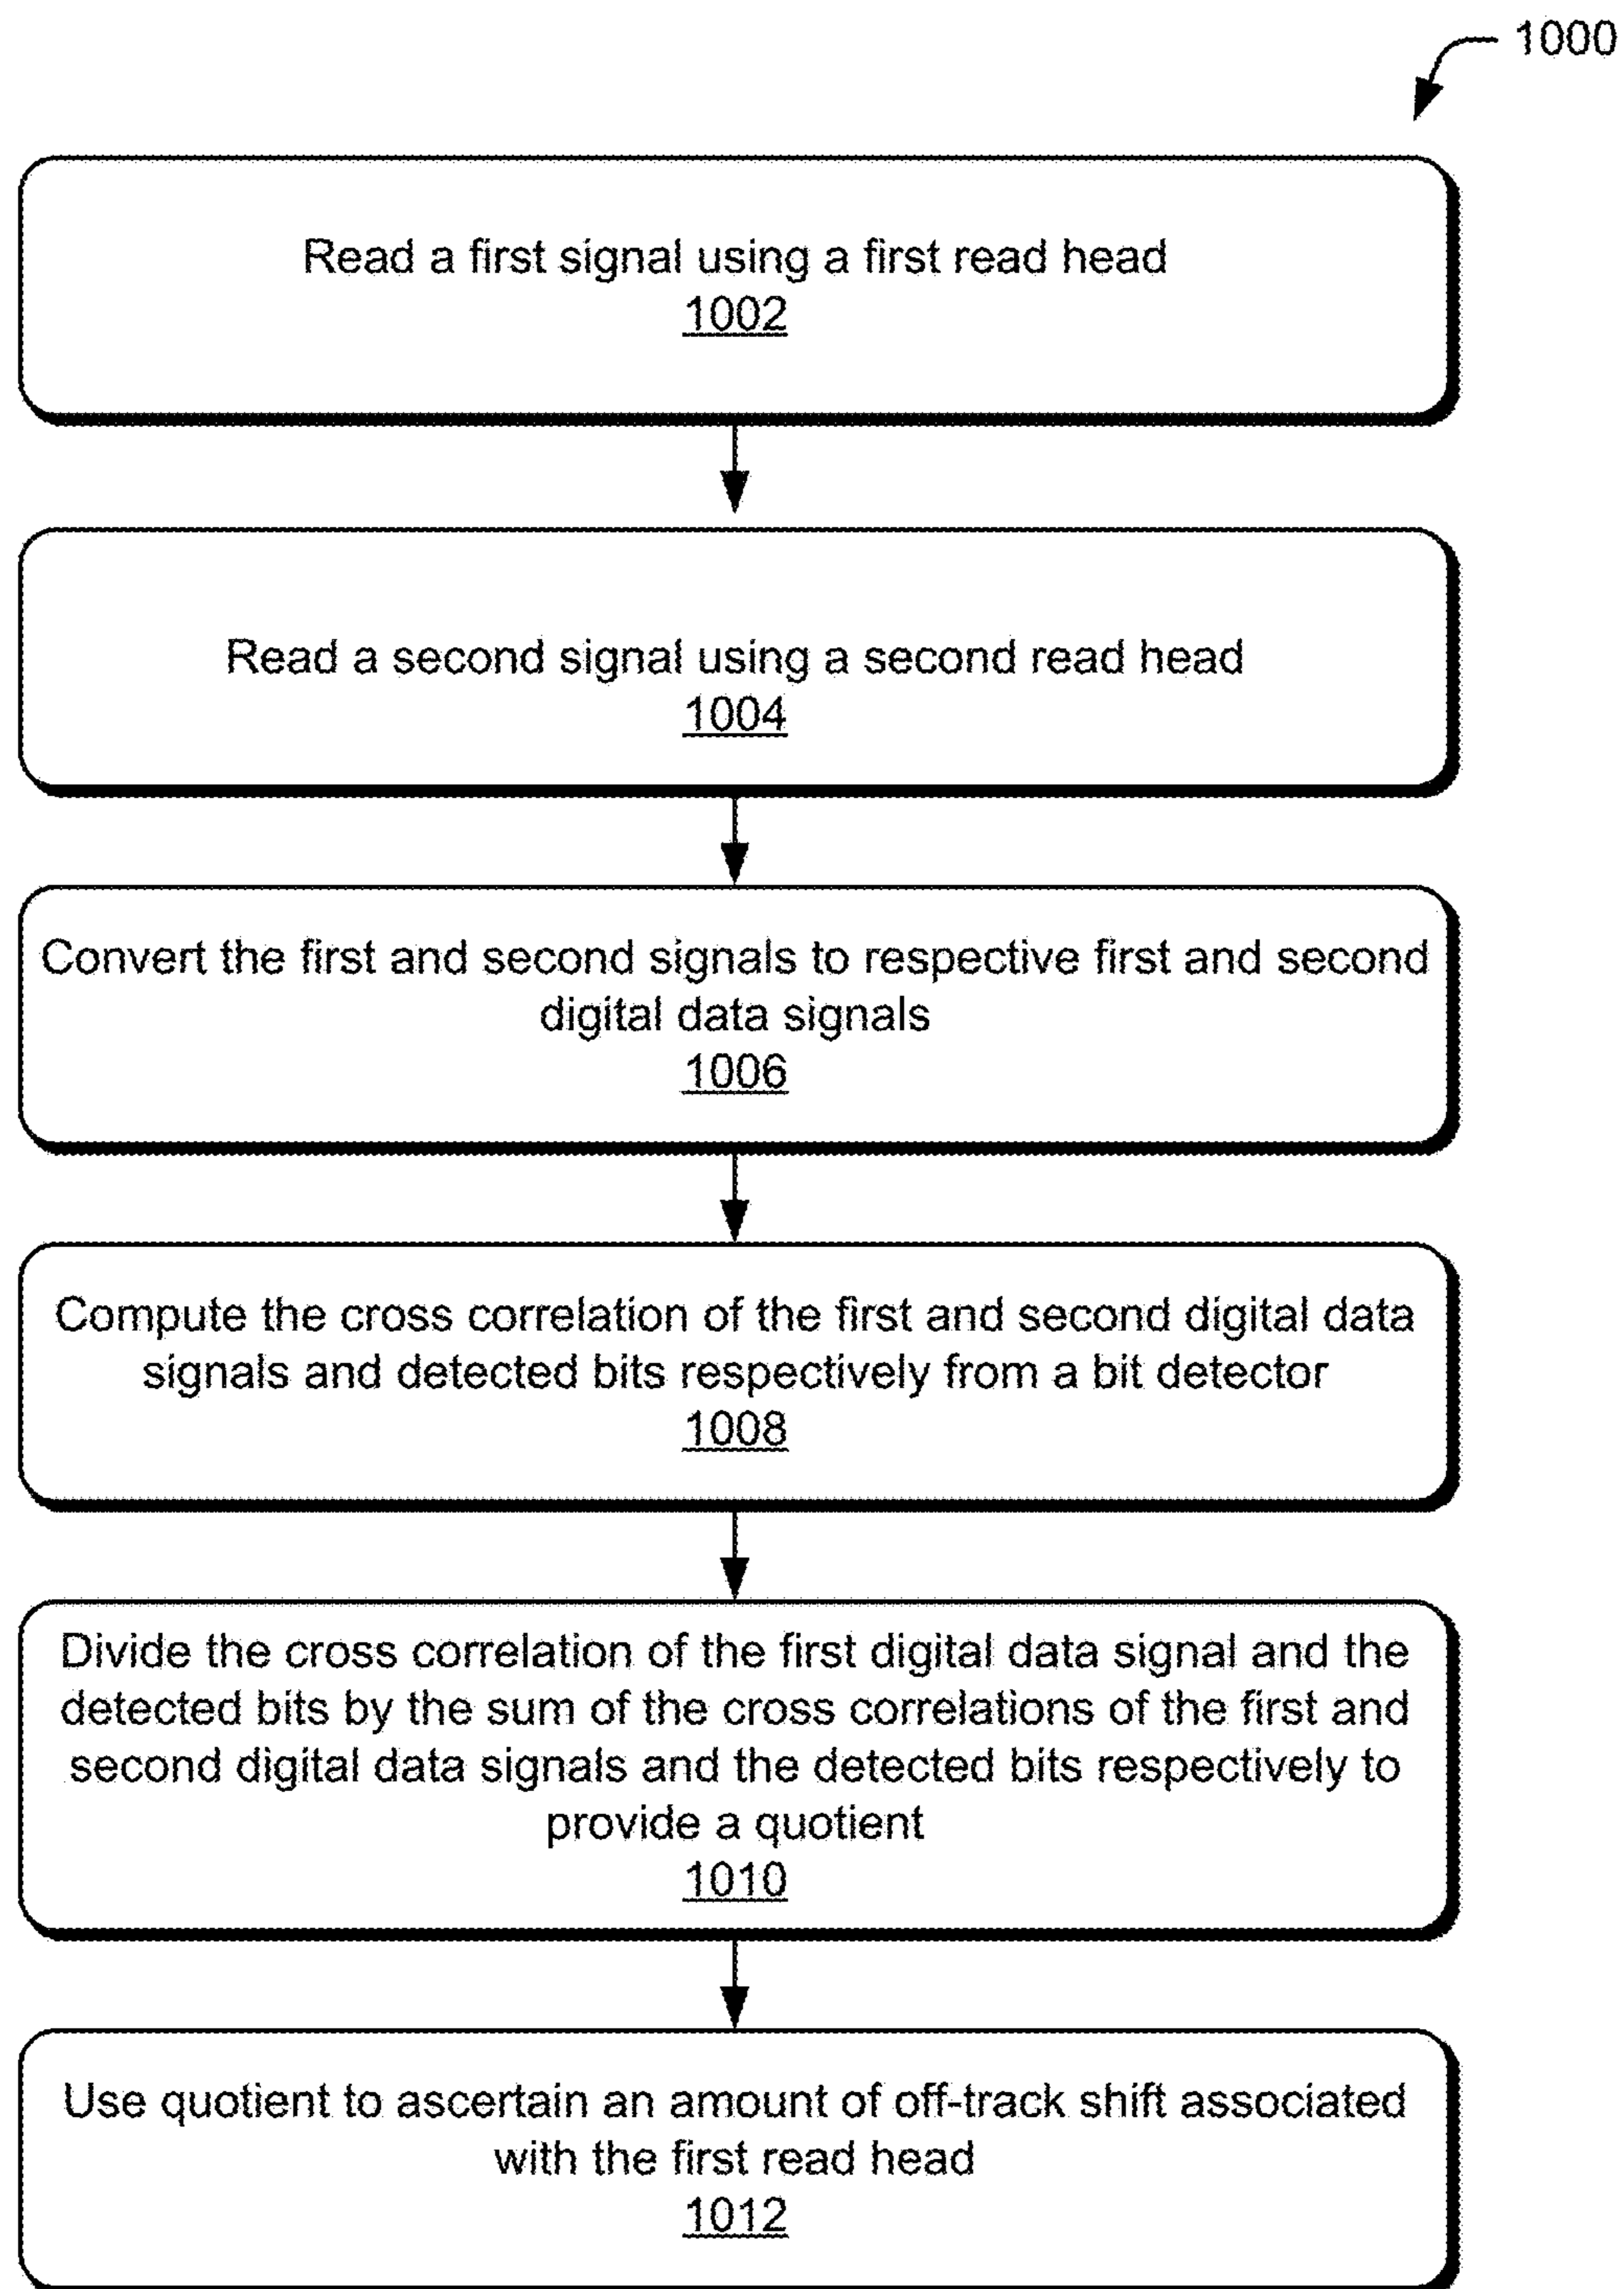 1000
Read a first signal using a first read head
1002
Read a second signal using a second read head
1004
Convert the first and second signals to respective first and second
digital data signals
1006
Compute the cross correlation of the first and second digital data
signals and detected bits respectively from a bit detector
1008
Divide the cross correlation of the first digital data signal and the
detected bits by the sum of the cross correlations of the first and
second digital data signals and the detected bits respectively to
provide a quotient
1010
Use quotient to ascertain an amount of off-track shift associated
with the first read head
1012